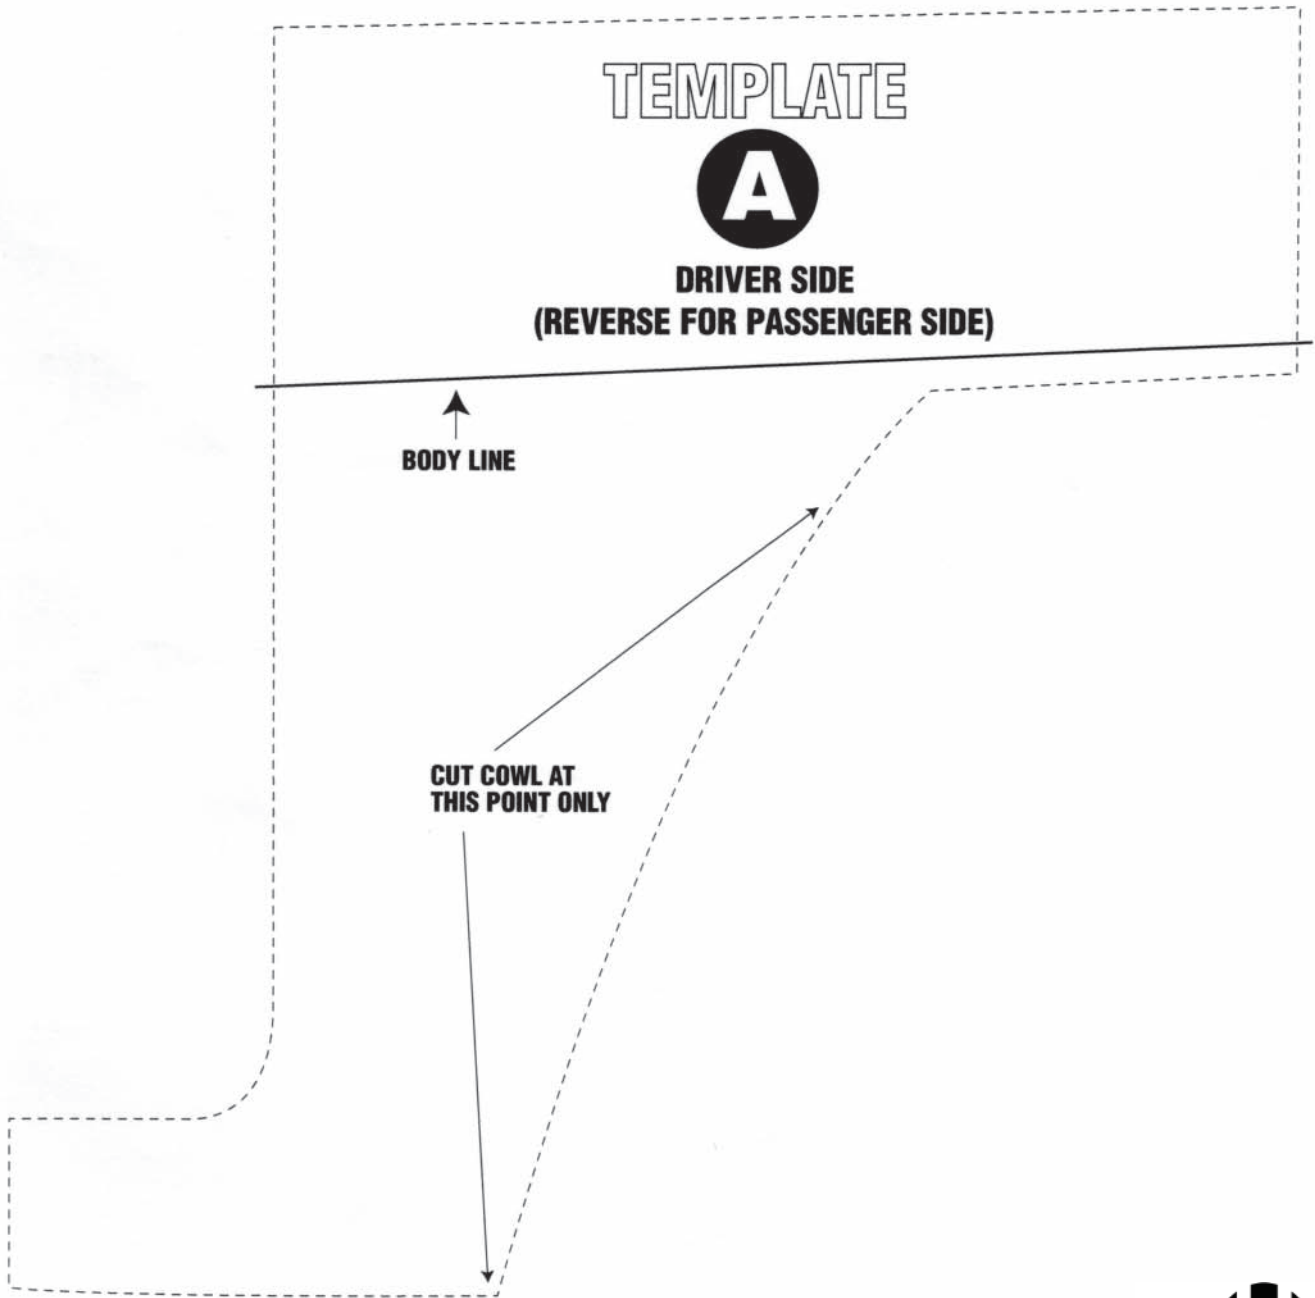 TEMPLATE
A
DRIVER SIDE
(REVERSE FOR PASSENGER SIDE)
BODY LINE
CUT COWL AT
THIS POINT ONLY